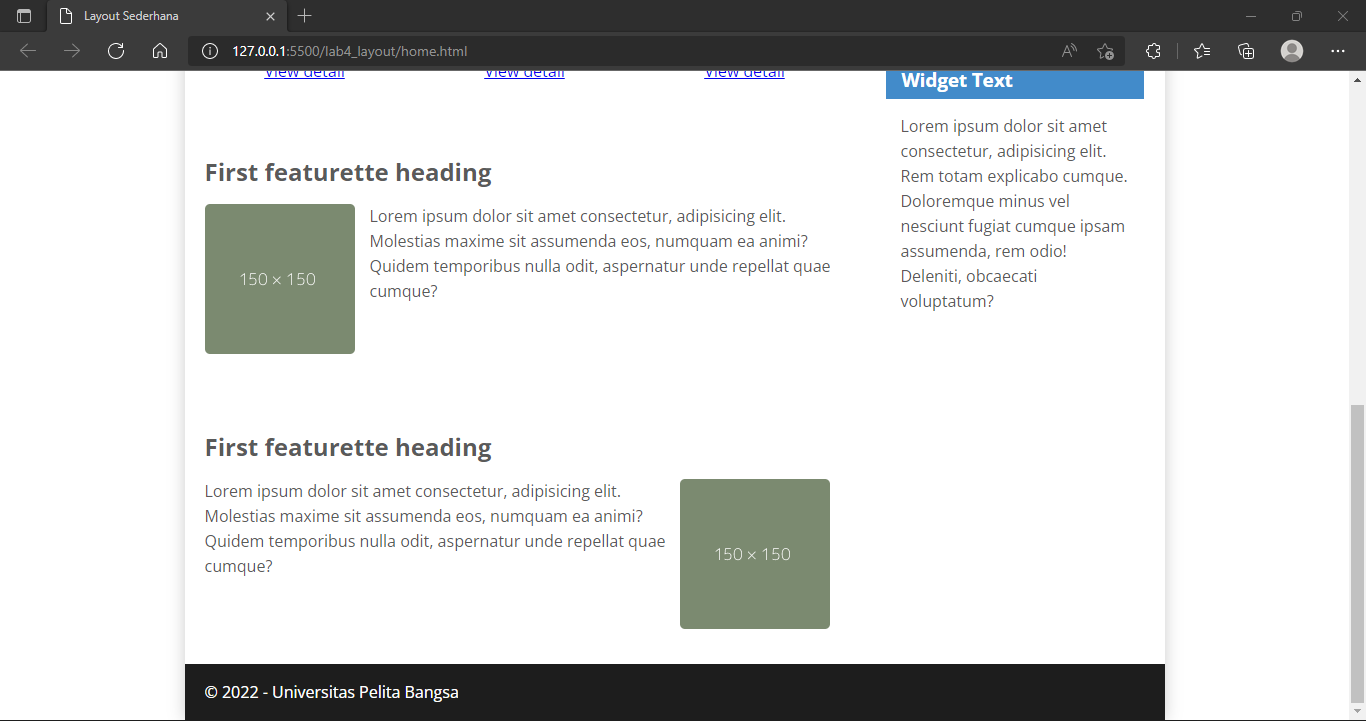 Layout Sederhana
127.0.0.1:5500/lab4_layout/home.html
View detail View detail View detail
Widget Text
Lorem ipsum dolor sit amet
consectetur, adipisicing elit.
Rem totam explicabo cumque.
Doloremque minus vel
nesciunt fugiat cumque ipsam
assumenda, rem odio!
Deleniti, obcaecati
voluptatum?
First featurette heading
150 × 150
Lorem ipsum dolor sit amet consectetur, adipisicing elit.
Molestias maxime sit assumenda eos, numquam ea animi?
Quidem temporibus nulla odit, aspernatur unde repellat quae
cumque?
First featurette heading
Lorem ipsum dolor sit amet consectetur, adipisicing elit.
Molestias maxime sit assumenda eos, numquam ea animi?
Quidem temporibus nulla odit, aspernatur unde repellat quae
cumque?
150 × 150
© 2022 - Universitas Pelita Bangsa